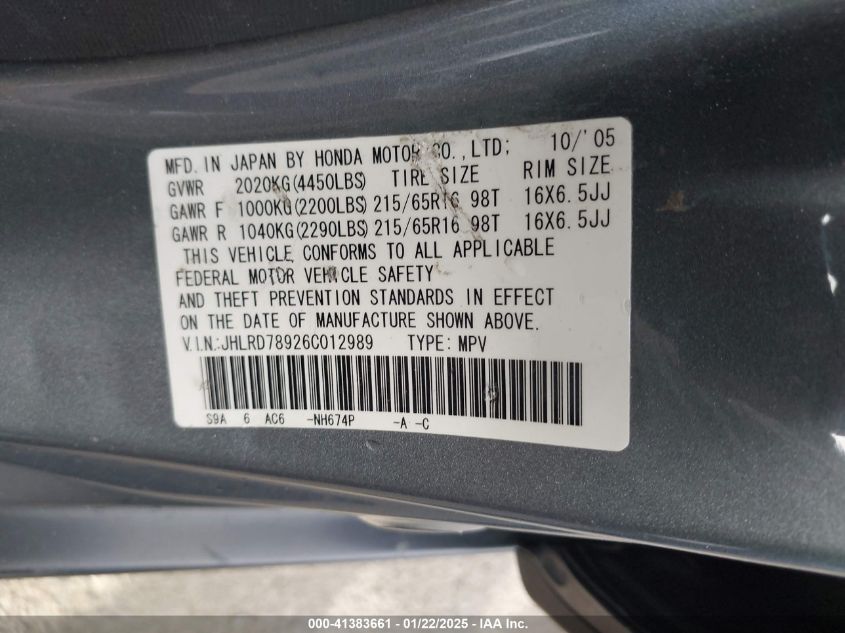 MFD. IN JAPAN BY HONDA MOTOR CO.,LTD; 10/'05
GVWR 2020KG(4450LBS) TIRE SIZE RIM SIZE
GAWR F 1000KG(2200LBS) 215/65R16 98T 16X6.5JJ
GAWR R 1040KG(2290LBS) 215/65R16 98T 16X6.5JJ
THIS VEHICLE CONFORMS TO ALL APPLICABLE
FEDERAL MOTOR VEHICLE SAFETY
AND THEFT PREVENTION STANDARDS IN EFFECT
ON THE DATE OF MANUFACTURE SHOWN ABOVE.
V.I.N.:JHLRD78926C012989 TYPE: MPV
S9A 6 AC6 -NH674P -A -C
000-41383661 - 01/22/2025 - IAA Inc.